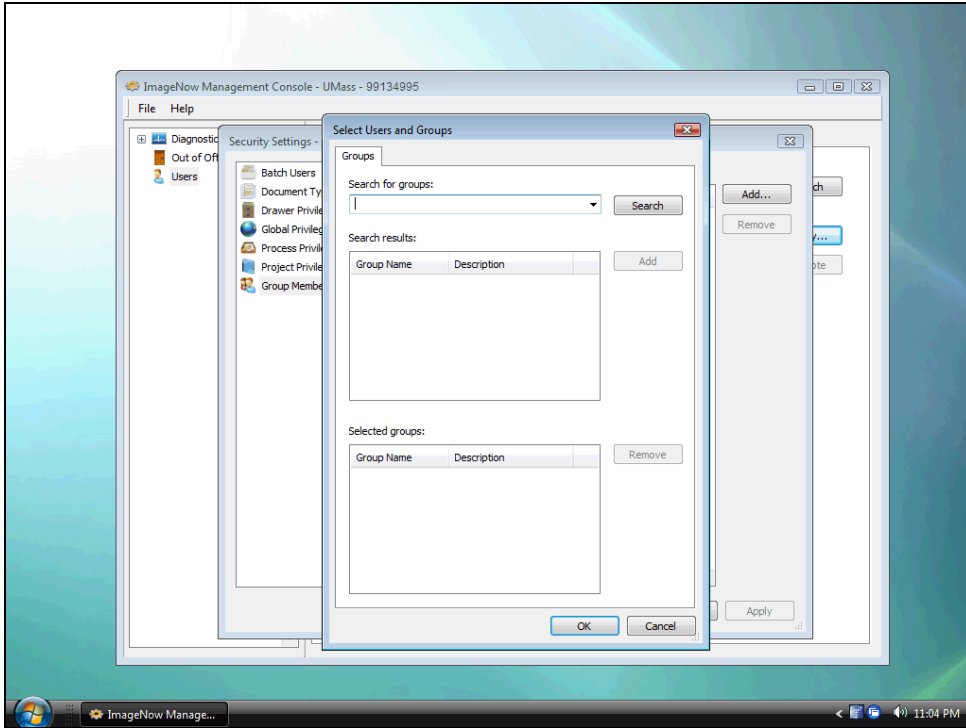 ImageNow Management Console - UMass - 99134995
File Help
Diagnostic
Out of Off
Users
Security Settings -
Batch Users
Document Ty
Drawer Privile
Global Privileg
Process Privile
Project Privile
Group Membe
Select Users and Groups
Groups
Search for groups:
Search
Search results:
Group Name Description
Add
Selected groups:
Group Name Description
Remove
OK Cancel
Add...
Remove
Apply
ch
y...
ote
ImageNow Manage...
11:04 PM